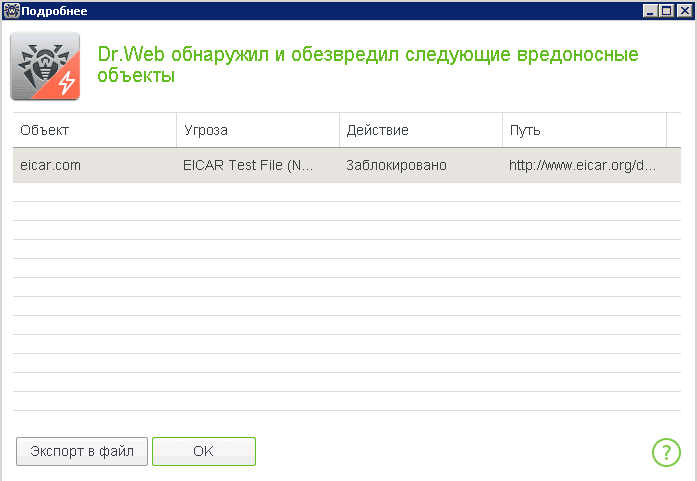 Подробнее
Dr.Web обнаружил и обезвредил следующие вредоносные
объекты
Объект Угроза Действие Путь
eicar.com EICAR Test File (N... Заблокировано http://www.eicar.org/d...
Экспорт в файл OK ?